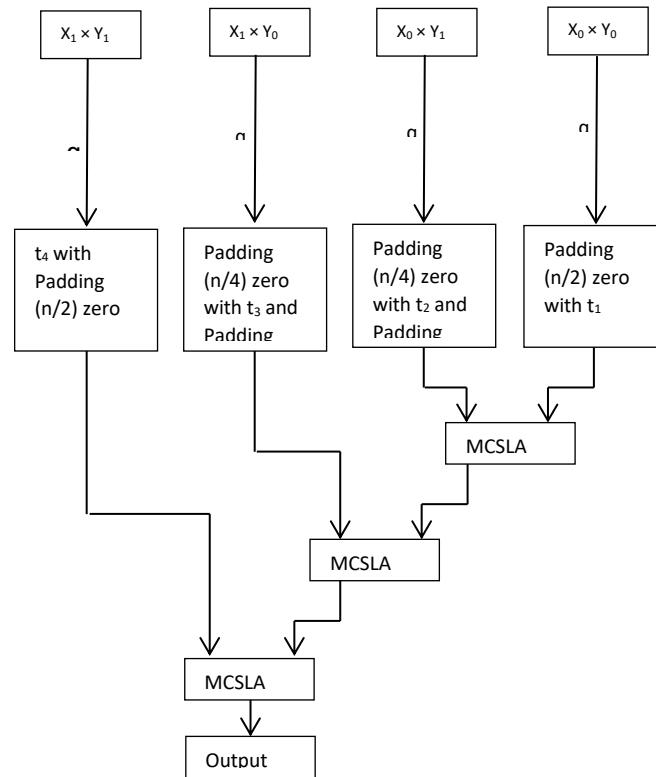 X₁ × Y₁
X₁ × Y₀
X₀ × Y₁
X₀ × Y₀
t₄ with
Padding
(n/2) zero
Padding
(n/4) zero
with t₃ and
Padding
Padding
(n/4) zero
with t₂ and
Padding
Padding
(n/2) zero
with t₁
MCSLA
MCSLA
MCSLA
Output